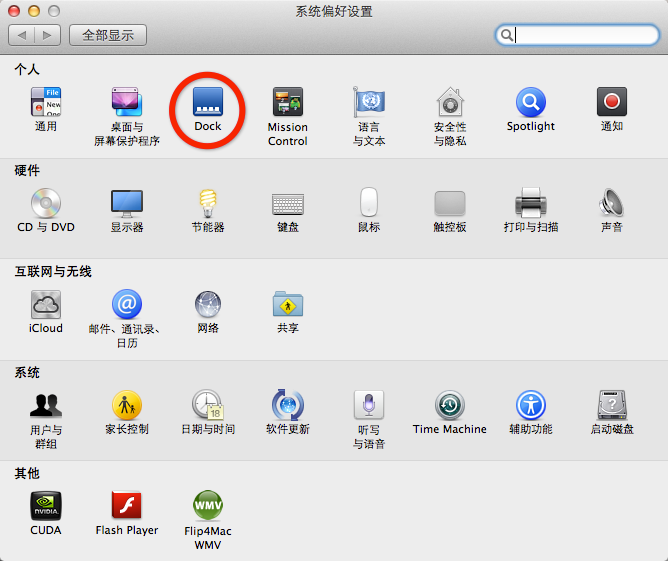 系统偏好设置
全部显示
个人
File
New
One
通用
桌面与
屏幕保护程序
Dock
Mission
Control
语言
与文本
安全性
与隐私
Spotlight
通知
硬件
CD 与 DVD
显示器
节能器
键盘
鼠标
触控板
打印与扫描
声音
互联网与无线
iCloud
@
邮件、通讯录、
日历
网络
共享
系统
用户与
群组
家长控制
18
日期与时间
软件更新
听写
与语音
Time Machine
辅助功能
?
启动磁盘
其他
NVIDIA.
CUDA
Flash Player
WMV
Flip4Mac
WMV